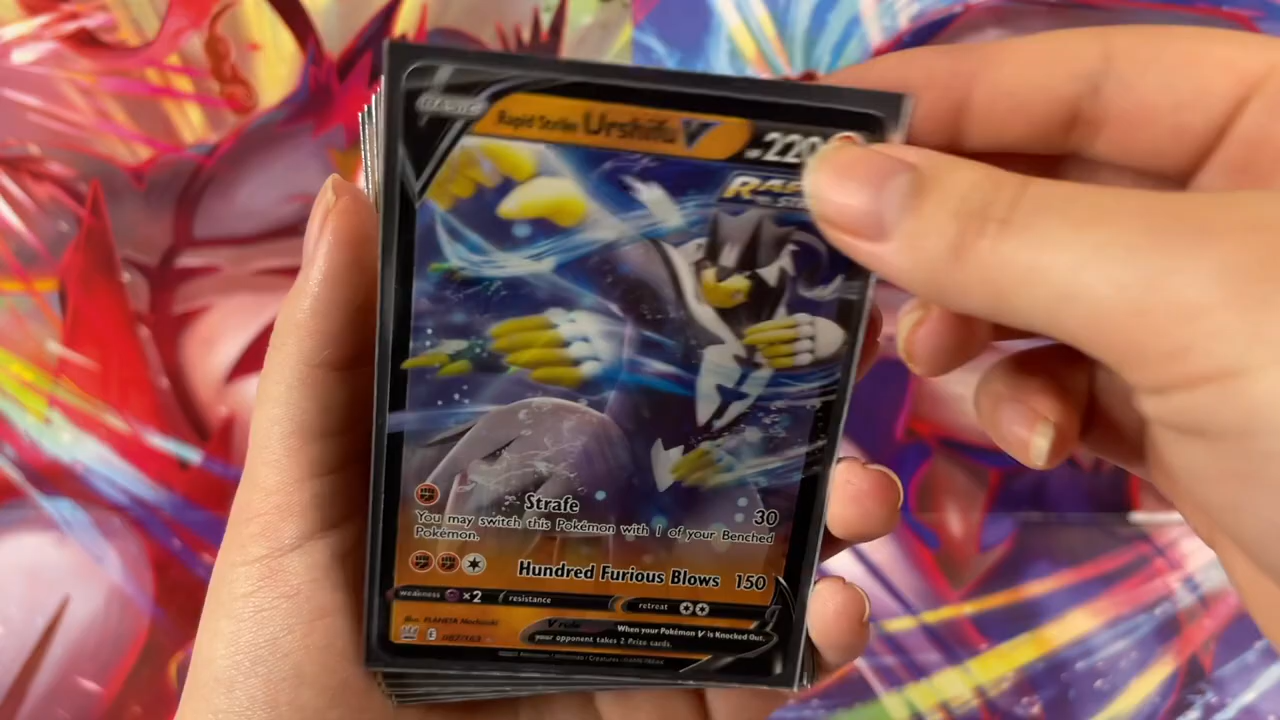 BASIC
Rapid Strike Urshifu V
220
Strafe 30
You may switch this Pokémon with 1 of your Benched
Pokémon.
Hundred Furious Blows 150
weakness ×2 resistance retreat
V rule When your Pokémon V is Knocked Out,
your opponent takes 2 Prize cards.